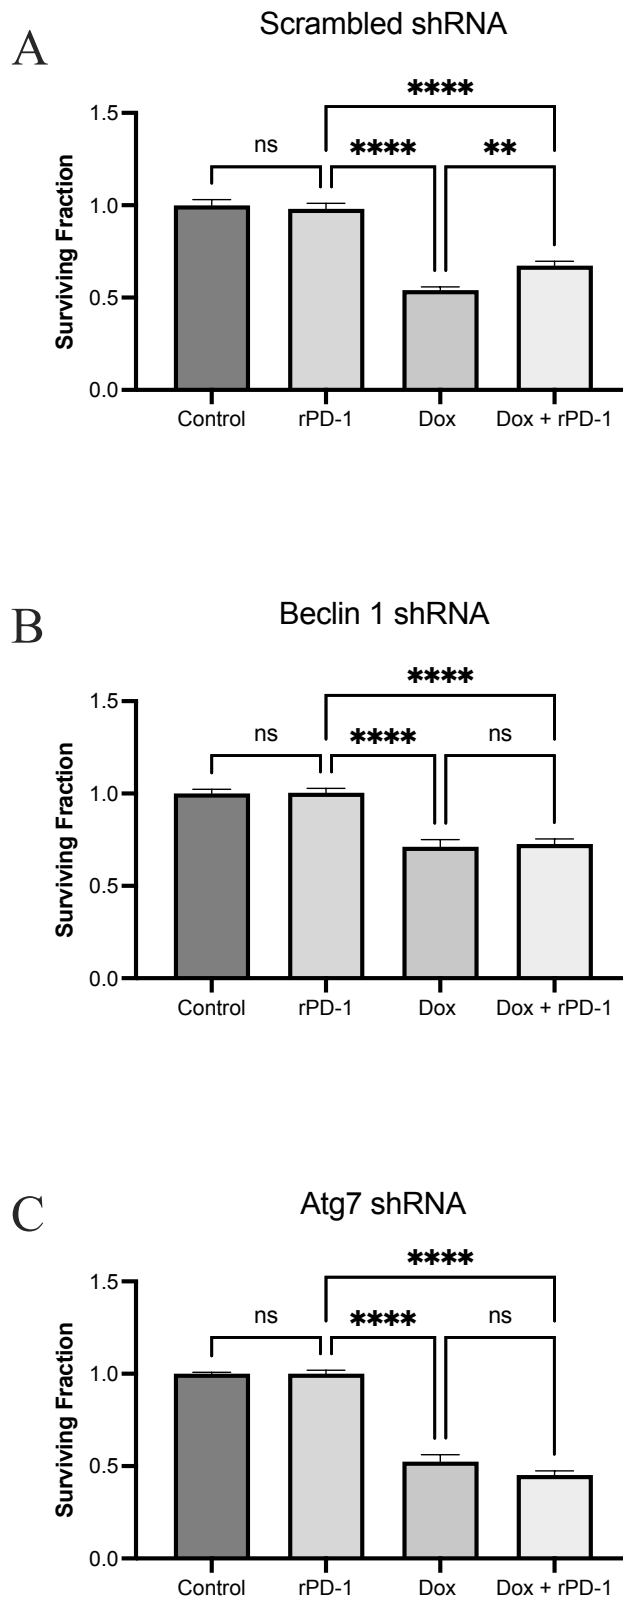 A
Scrambled shRNA
****
ns
****
**
1.5
1.0
0.5
0.0
Surviving Fraction
Control
rPD-1
Dox
Dox + rPD-1
B
Beclin 1 shRNA
****
ns
****
ns
1.5
1.0
0.5
0.0
Surviving Fraction
Control
rPD-1
Dox
Dox + rPD-1
C
Atg7 shRNA
****
ns
****
ns
1.5
1.0
0.5
0.0
Surviving Fraction
Control
rPD-1
Dox
Dox + rPD-1